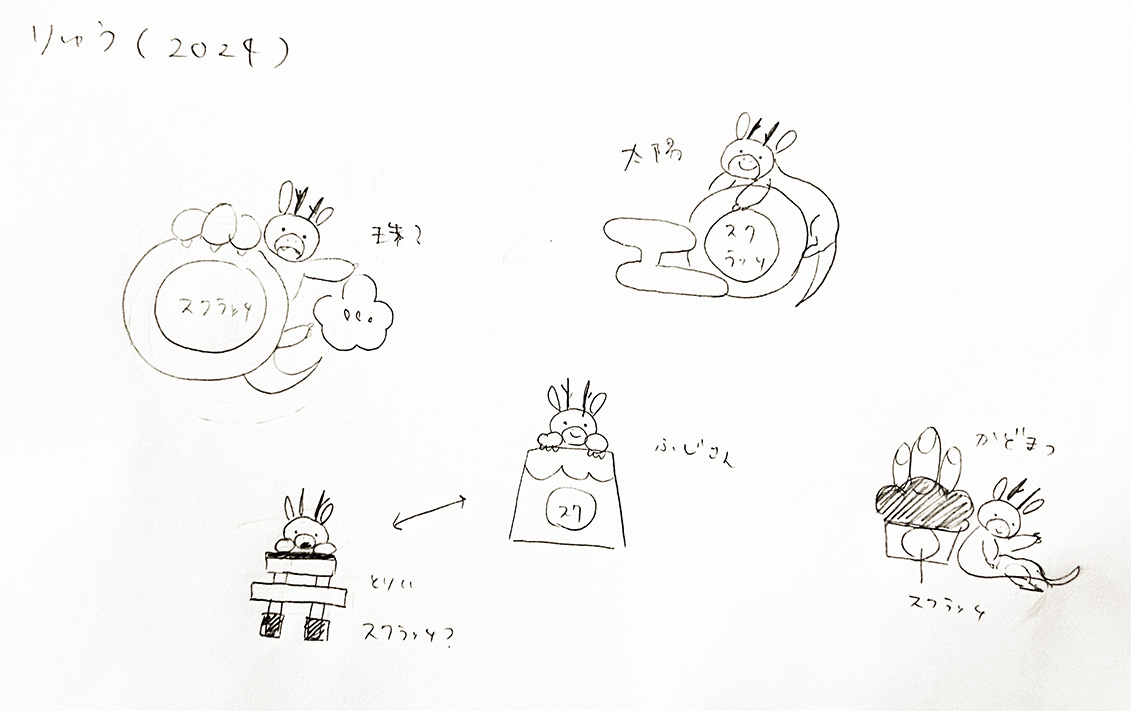 りゅう(2024)
太陽
スク
ラッチ
珠?
スクラッチ
ふじさん
スク
かどまつ
スクラッチ
とりい
スクラッチ?